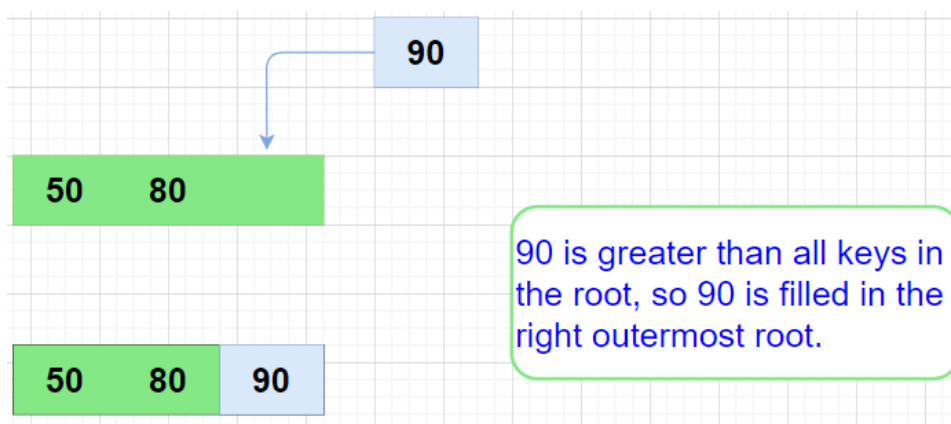 90
50 80
90 is greater than all keys in
the root, so 90 is filled in the
right outermost root.
50 80 90